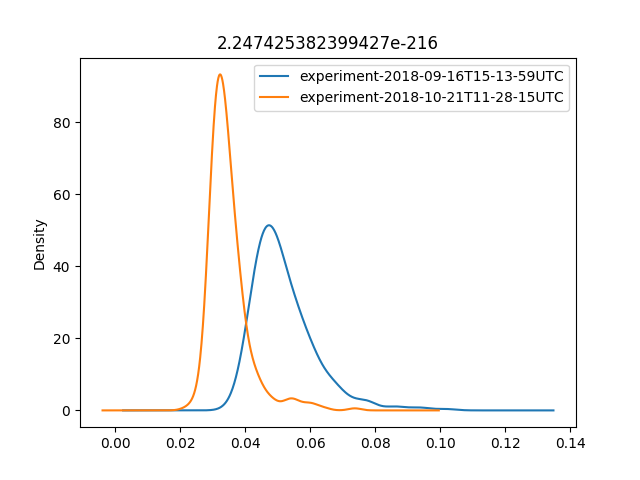 2.247425382399427e-216
experiment-2018-09-16T15-13-59UTC
experiment-2018-10-21T11-28-15UTC
Density
80
60
40
20
0
0.00 0.02 0.04 0.06 0.08 0.10 0.12 0.14